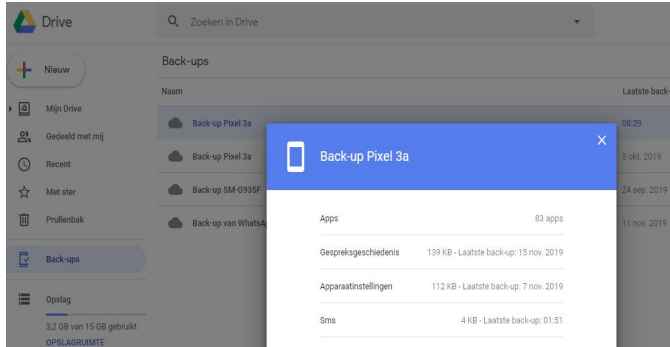 Drive
Zoeken in Drive
Nieuw
Back-ups
Naam
Laatste back-
Mijn Drive
Back-up Pixel 3a
08:29
Gedeeld met mij
Back-up Pixel 3a
3 okt. 2019
Recent
Back-up SM-G935F
24 sep. 2019
Met ster
Back-up van WhatsA
11 nov. 2019
Prullenbak
Back-ups
Opslag
3,2 GB van 15 GB gebruikt
OPSLAGRUIMTE
Back-up Pixel 3a
X
Apps 83 apps
Gespreksgeschiedenis 139 KB - Laatste back-up: 15 nov. 2019
Apparaatinstellingen 112 KB - Laatste back-up: 7 nov. 2019
Sms 4 KB - Laatste back-up: 01:51